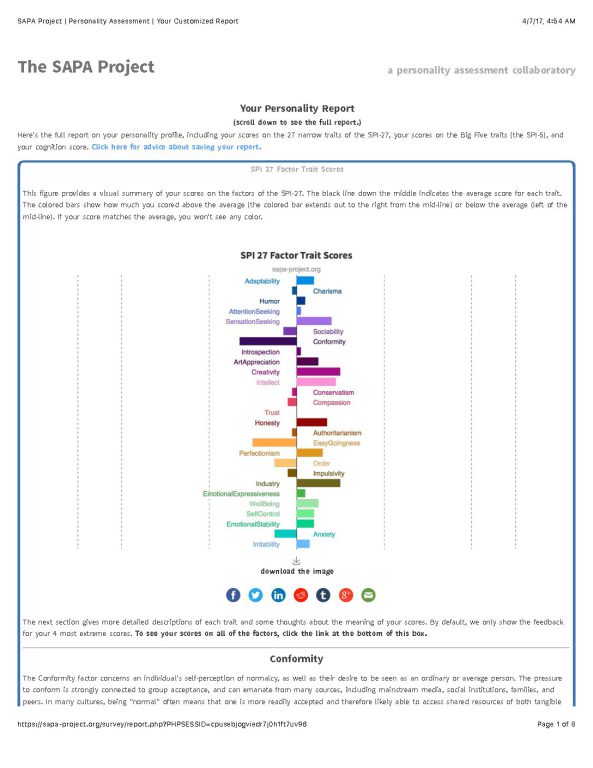 SAPA Project | Personality Assessment | Your Customized Report 4/7/17, 4:54 AM
The SAPA Project a personality assessment collaboratory
Your Personality Report
(scroll down to see the full report.)
Here's the full report on your personality profile, including your scores on the 27 narrow traits of the SPI-27, your scores on the Big Five traits (the SPI-5), and
your cognition score. Click here for advice about saving your report.
SPI 27 Factor Trait Scores
This figure provides a visual summary of your scores on the factors of the SPI-27. The black line down the middle indicates the average score for each trait.
The colored bars show how much you scored above the average (the colored bar extends out to the right from the mid-line) or below the average (left of the
mid-line). If your score matches the average, you won't see any color.
SPI 27 Factor Trait Scores
sapa-project.org
Adaptability
Charisma
Humor
AttentionSeeking
SensationSeeking
Sociability
Conformity
Introspection
ArtAppreciation
Creativity
Intellect
Conservatism
Compassion
Trust
Honesty
Authoritarianism
EasyGoingness
Perfectionism
Order
Impulsivity
Industry
EmotionalExpressiveness
WellBeing
SelfControl
EmotionalStability
Anxiety
Irritability
download the image
The next section gives more detailed descriptions of each trait and some thoughts about the meaning of your scores. By default, we only show the feedback
for your 4 most extreme scores. To see your scores on all of the factors, click the link at the bottom of this box.
Conformity
The Conformity factor concerns an individual's self-perception of normalcy, as well as their desire to be seen as an ordinary or average person. The pressure
to conform is strongly connected to group acceptance, and can emanate from many sources, including mainstream media, social institutions, families, and
peers. In many cultures, being "normal" often means that one is more readily accepted and therefore likely able to access shared resources of both tangible
https://sapa-project.org/survey/report.php?PHPSESSID=cpusebjqgviedr7j0h1ft7uv96 Page 1 of 8